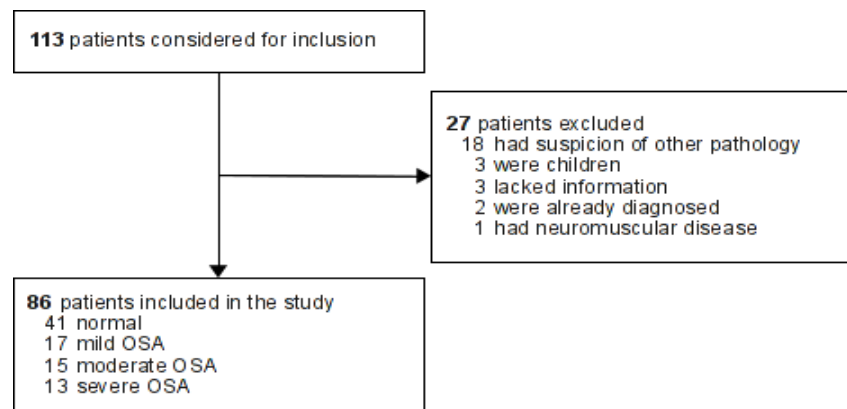 113 patients considered for inclusion
27 patients excluded
18 had suspicion of other pathology
3 were children
3 lacked information
2 were already diagnosed
1 had neuromuscular disease
86 patients included in the study
41 normal
17 mild OSA
15 moderate OSA
13 severe OSA